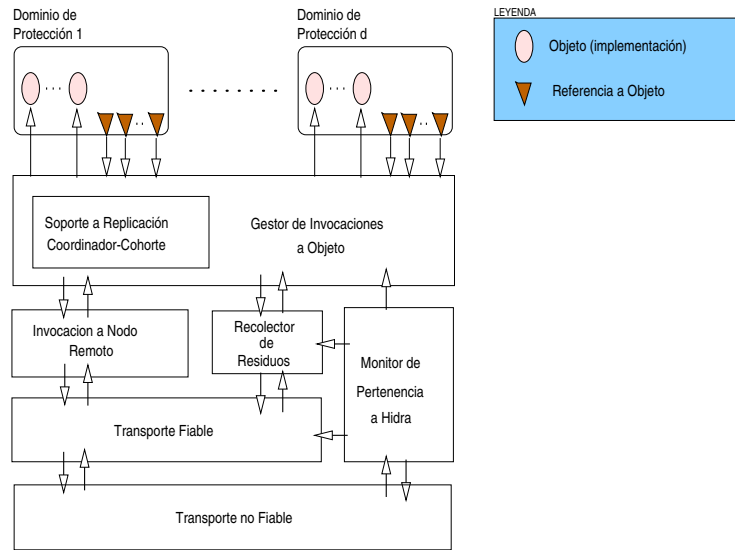 Dominio de
Protección 1
Dominio de
Protección d
LEYENDA
Objeto (implementación)
Referencia a Objeto
Soporte a Replicación
Coordinador-Cohorte
Gestor de Invocaciones
a Objeto
Invocacion a Nodo
Remoto
Recolector
de
Residuos
Monitor de
Pertenencia
a Hidra
Transporte Fiable
Transporte no Fiable